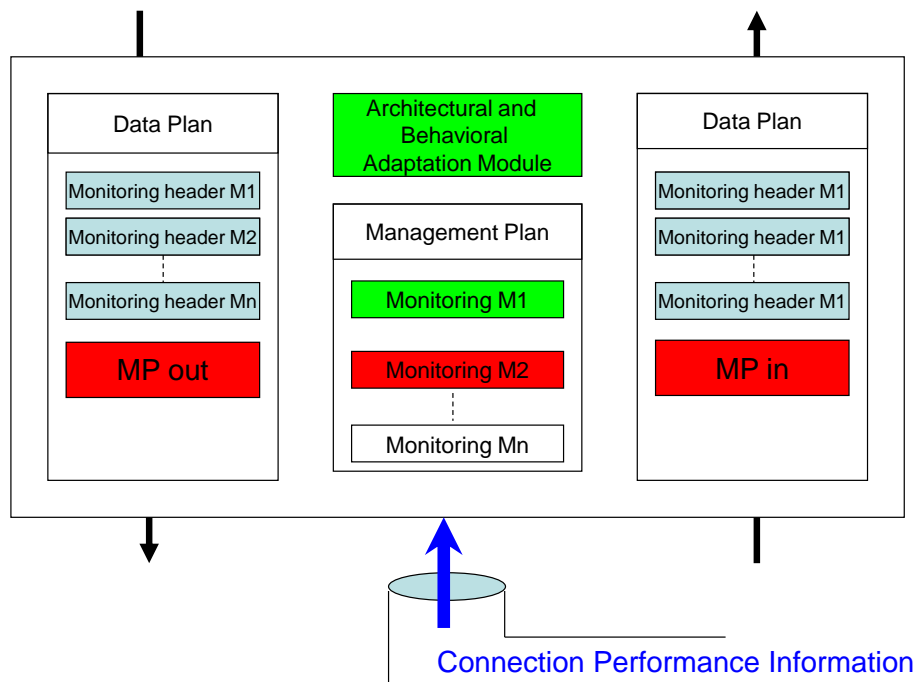 Data Plan
Monitoring header M1
Monitoring header M2
Monitoring header Mn
MP out
Architectural and
Behavioral
Adaptation Module
Management Plan
Monitoring M1
Monitoring M2
Monitoring Mn
Data Plan
Monitoring header M1
Monitoring header M1
Monitoring header M1
MP in
Connection Performance Information